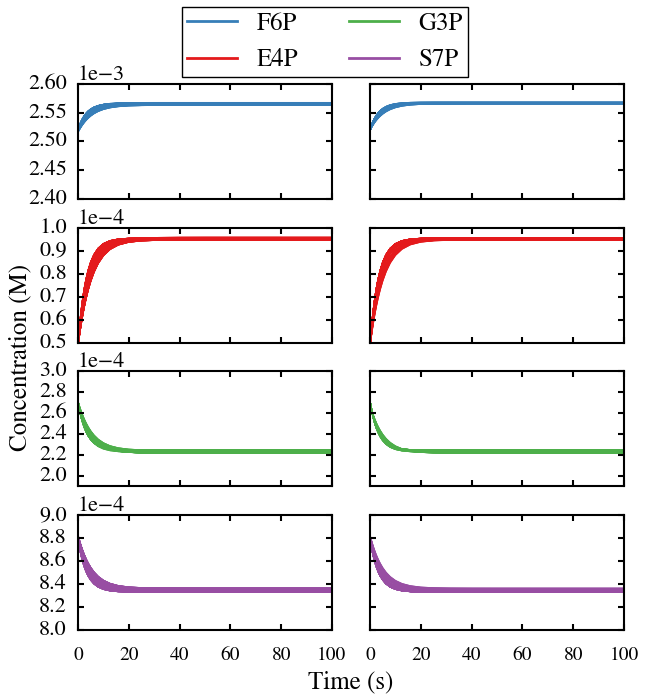 F6P G3P
E4P S7P
1e−3
2.60
2.55
2.50
2.45
2.40
1e−4
1.0
0.9
0.8
0.7
0.6
0.5
1e−4
3.0
2.8
2.6
2.4
2.2
2.0
1e−4
9.0
8.8
8.6
8.4
8.2
8.0
Concentration (M)
0 20 40 60 80 100 0 20 40 60 80 100
Time (s)